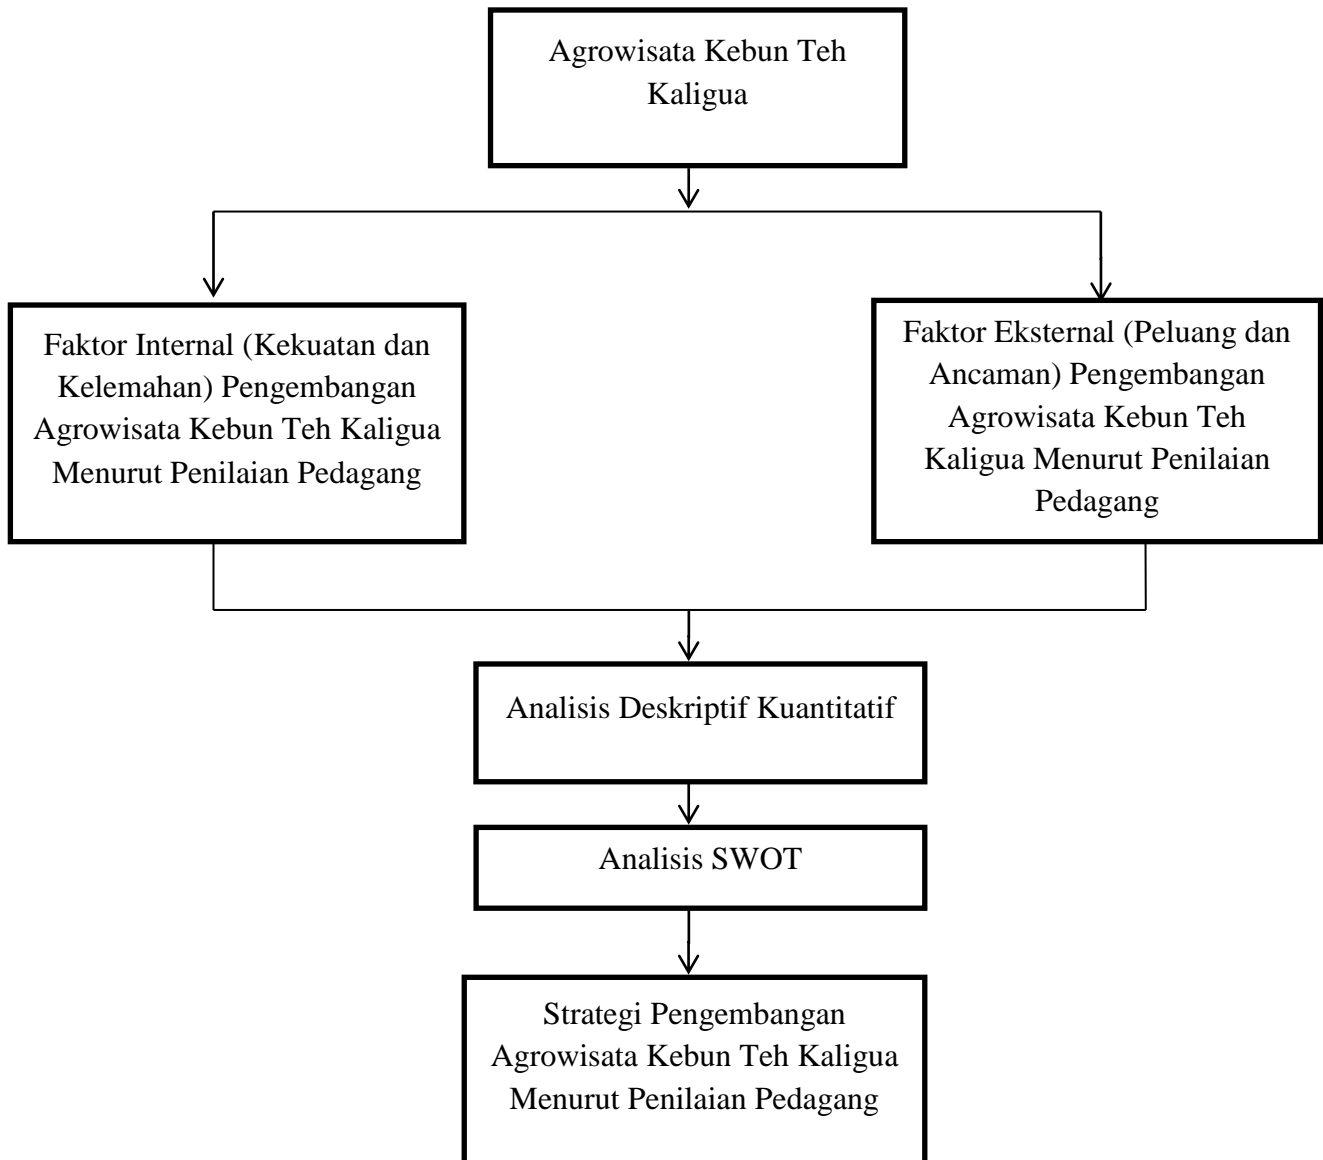 Agrowisata Kebun Teh
Kaligua
Faktor Internal (Kekuatan dan
Kelemahan) Pengembangan
Agrowisata Kebun Teh Kaligua
Menurut Penilaian Pedagang
Faktor Eksternal (Peluang dan
Ancaman) Pengembangan
Agrowisata Kebun Teh
Kaligua Menurut Penilaian
Pedagang
Analisis Deskriptif Kuantitatif
Analisis SWOT
Strategi Pengembangan
Agrowisata Kebun Teh Kaligua
Menurut Penilaian Pedagang